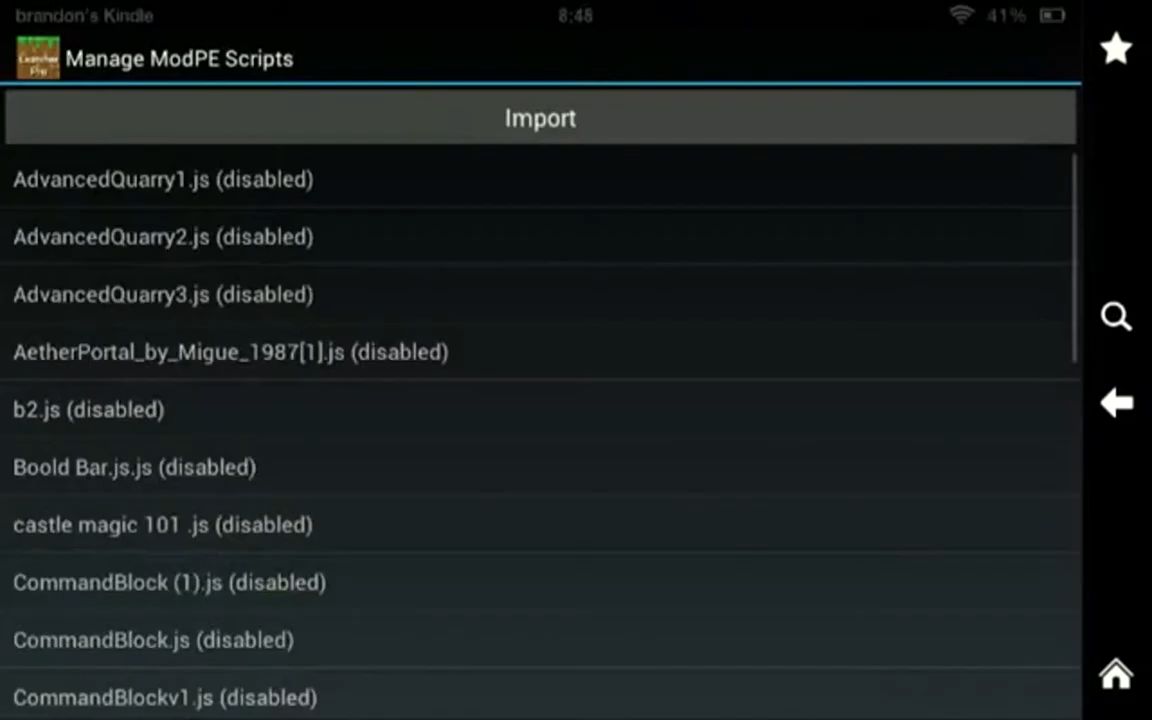 brandon's Kindle 8:48 41%
Manage ModPE Scripts
Import
AdvancedQuarry1.js (disabled)
AdvancedQuarry2.js (disabled)
AdvancedQuarry3.js (disabled)
AetherPortal_by_Migue_1987[1].js (disabled)
b2.js (disabled)
Boold Bar.js.js (disabled)
castle magic 101 .js (disabled)
CommandBlock (1).js (disabled)
CommandBlock.js (disabled)
CommandBlockv1.js (disabled)